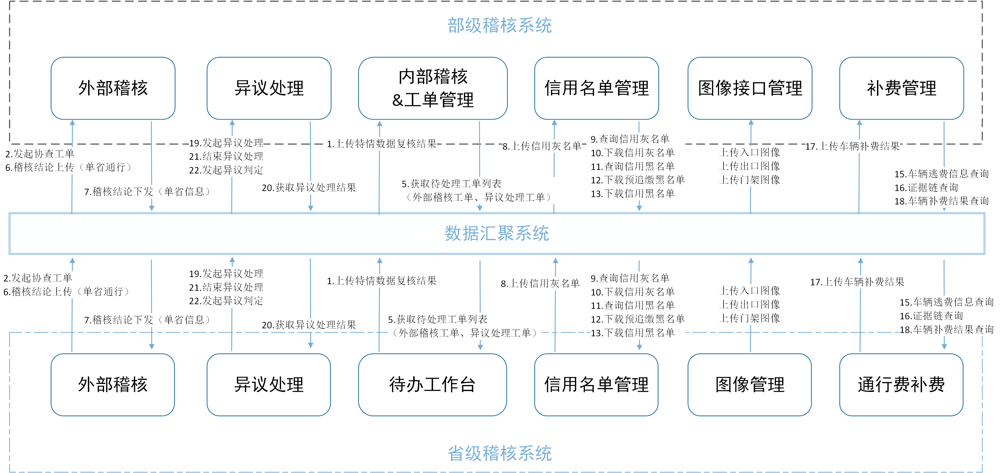 部级稽核系统
外部稽核
异议处理
内部稽核
&工单管理
信用名单管理
图像接口管理
补费管理
2.发起协查工单
6.稽核结论上传（单省通行）
7.稽核结论下发（单省信息）
19.发起异议处理
21.结束异议处理
22.发起异议判定
20.获取异议处理结果
1.上传特情数据复核结果
5.获取待处理工单列表
（外部稽核工单、异议处理工单）
8.上传信用灰名单
9.查询信用灰名单
10.下载信用灰名单
11.查询信用黑名单
12.下载预追缴黑名单
13.下载信用黑名单
上传入口图像
上传出口图像
上传门架图像
17.上传车辆补费结果
15.车辆逃费信息查询
16.证据链查询
18.车辆补费结果查询
数据汇聚系统
2.发起协查工单
6.稽核结论上传（单省通行）
7.稽核结论下发（单省信息）
19.发起异议处理
21.结束异议处理
22.发起异议判定
20.获取异议处理结果
1.上传特情数据复核结果
5.获取待处理工单列表
（外部稽核工单、异议处理工单）
8.上传信用灰名单
9.查询信用灰名单
10.下载信用灰名单
11.查询信用黑名单
12.下载预追缴黑名单
13.下载信用黑名单
上传入口图像
上传出口图像
上传门架图像
17.上传车辆补费结果
15.车辆逃费信息查询
16.证据链查询
18.车辆补费结果查询
外部稽核
异议处理
待办工作台
信用名单管理
图像管理
通行费补费
省级稽核系统